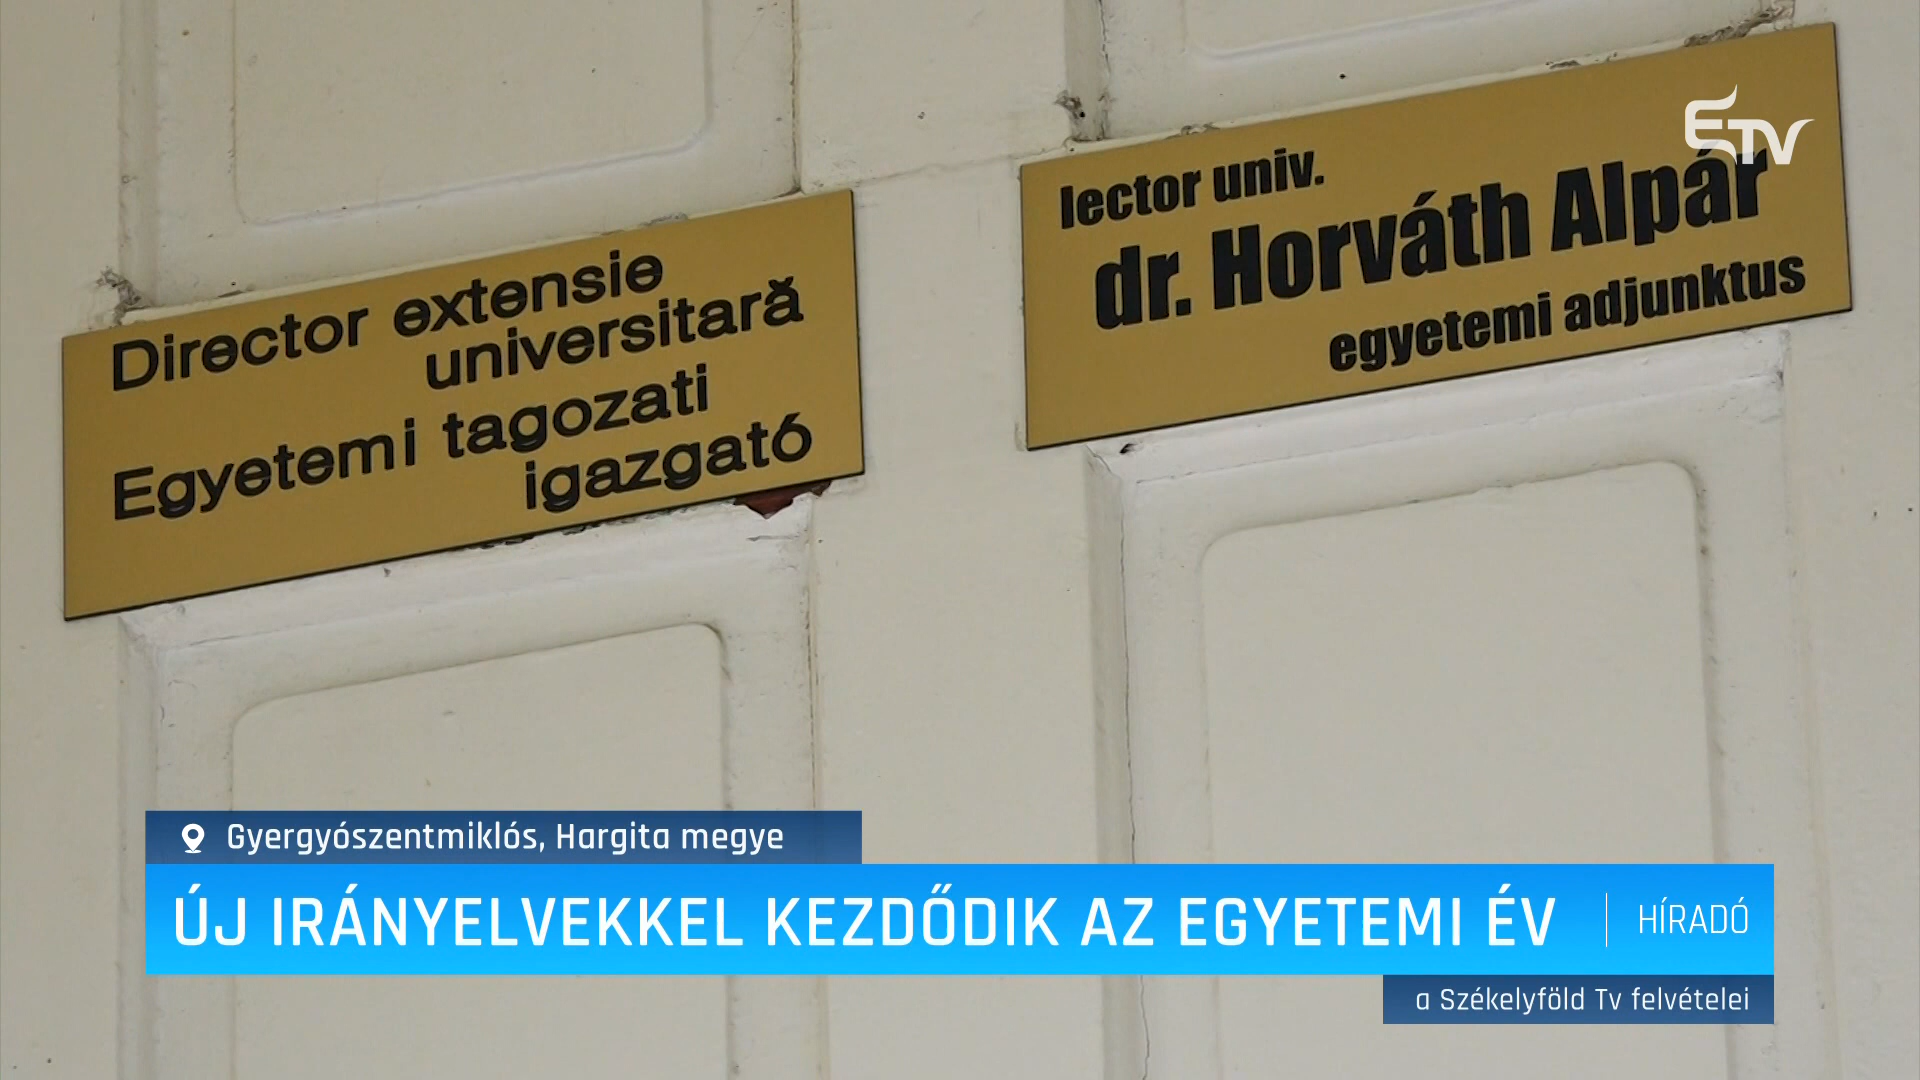 Director extensie
universitară
Egyetemi tagozati
igazgató
lector univ.
dr. Horváth Alpár
egyetemi adjunktus
ETV
Gyergyószentmiklós, Hargita megye
ÚJ IRÁNYELVEKKEL KEZDŐDIK AZ EGYETEMI ÉV
HÍRADÓ
a Székelyföld Tv felvételei